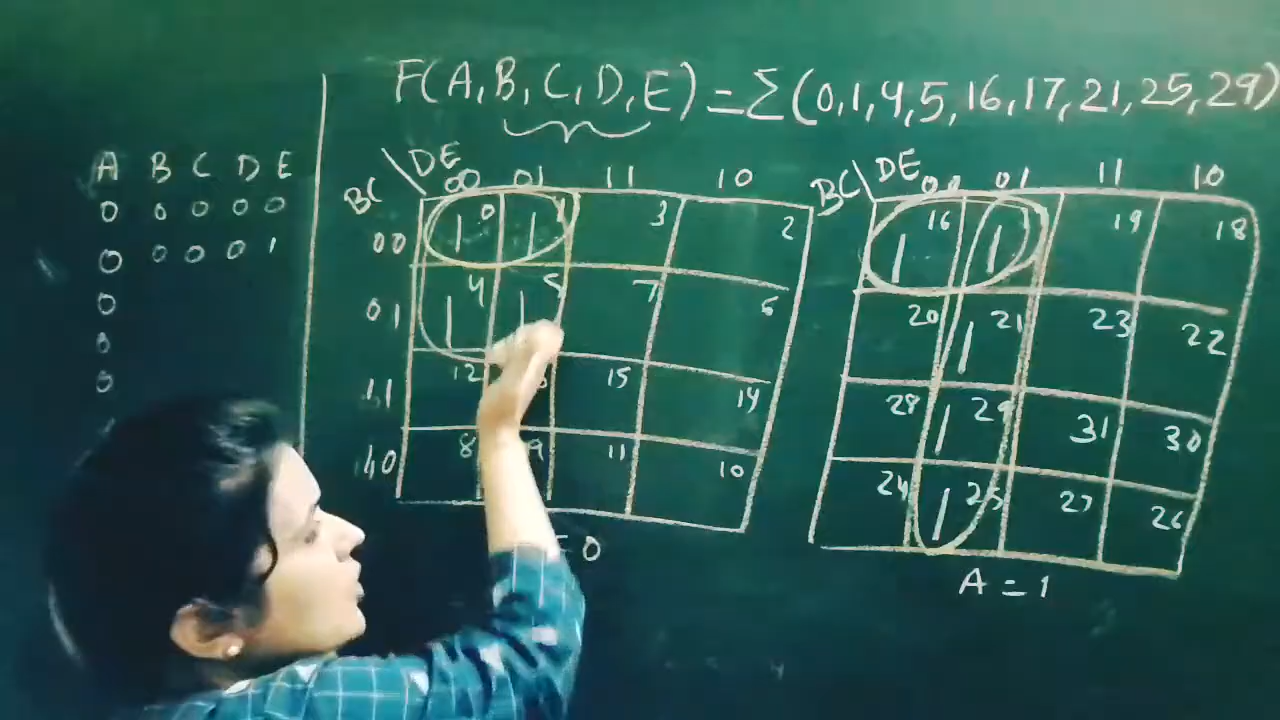 F(A,B,C,D,E) = Σ(0,1,4,5,16,17,21,25,29)
A B C D E
0 0 0 0 0
0 0 0 0 1
0
0
0
BC \ DE 00 01 11 10
00 1 0 1 1 3 2
01 1 4 1 5 7 6
11 12 15 14
10 8 9 11 10
= 0
BC \ DE 00 01 11 10
1 16 1 19 18
20 1 21 23 22
28 1 29 31 30
24 1 25 27 26
A = 1